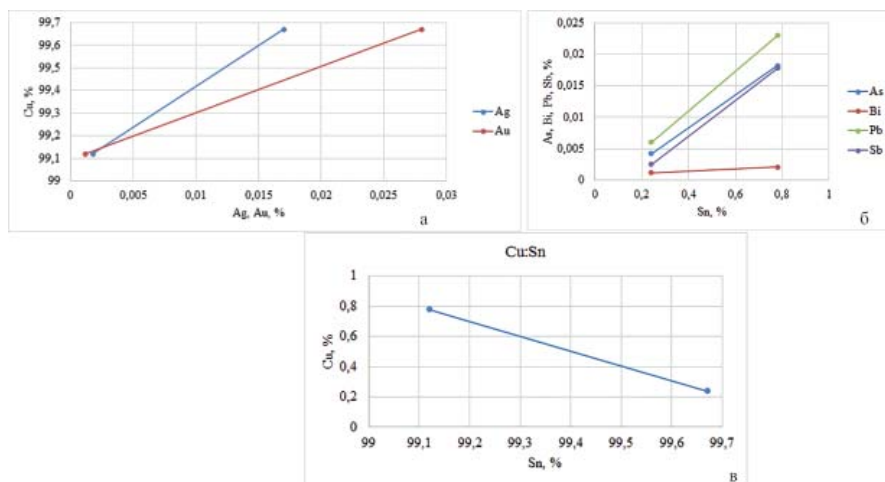 99,7
99,6
99,5
99,4
99,3
99,2
99,1
99
Cu, %
0 0,005 0,01 0,015 0,02 0,025 0,03
Ag, Au, %
Ag
Au
а
0,025
0,02
0,015
0,01
0,005
0
As, Bi, Pb, Sb, %
0 0,2 0,4 0,6 0,8 1
Sn, %
As
Bi
Pb
Sb
б
Cu:Sn
1
0,8
0,6
0,4
0,2
0
Cu, %
99 99,1 99,2 99,3 99,4 99,5 99,6 99,7
Sn, %
в